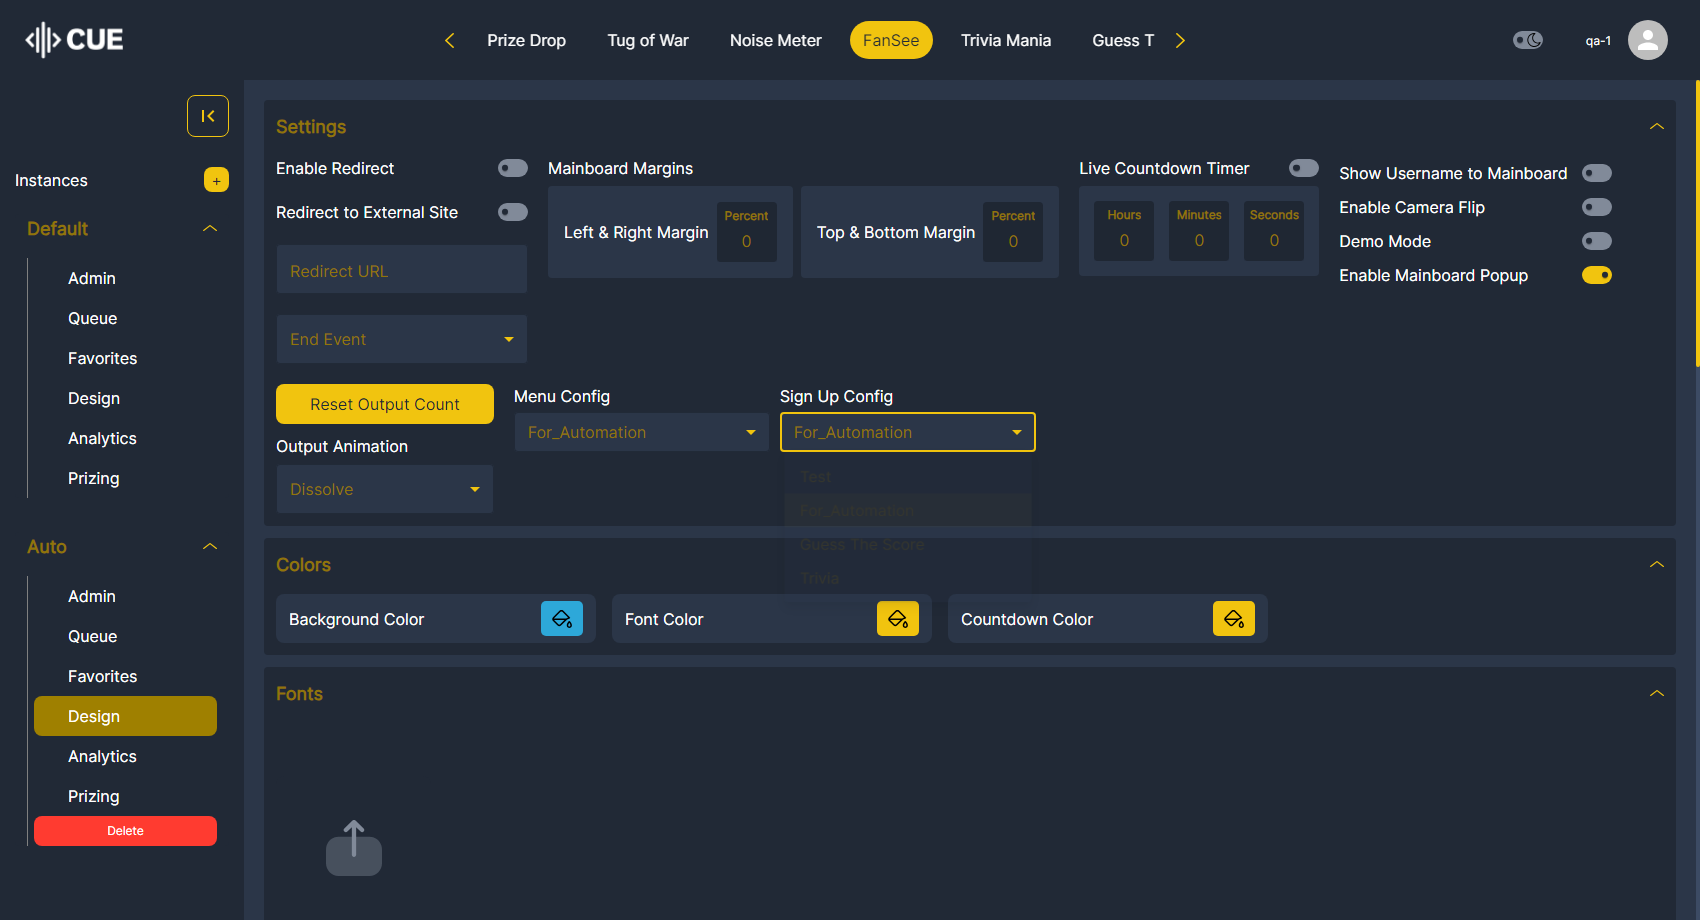 CUE
Prize Drop
Tug of War
Noise Meter
FanSee
Trivia Mania
Guess T
qa-1
Instances
+
Default
Admin
Queue
Favorites
Design
Analytics
Prizing
Auto
Admin
Queue
Favorites
Design
Analytics
Prizing
Delete
Settings
Enable Redirect
Redirect to External Site
Redirect URL
End Event
Mainboard Margins
Left & Right Margin
Percent
0
Top & Bottom Margin
Percent
0
Live Countdown Timer
Hours
0
Minutes
0
Seconds
0
Show Username to Mainboard
Enable Camera Flip
Demo Mode
Enable Mainboard Popup
Reset Output Count
Output Animation
Dissolve
Menu Config
For_Automation
Sign Up Config
For_Automation
Test
For_Automation
Guess The Score
Trivia
Colors
Background Color
Font Color
Countdown Color
Fonts